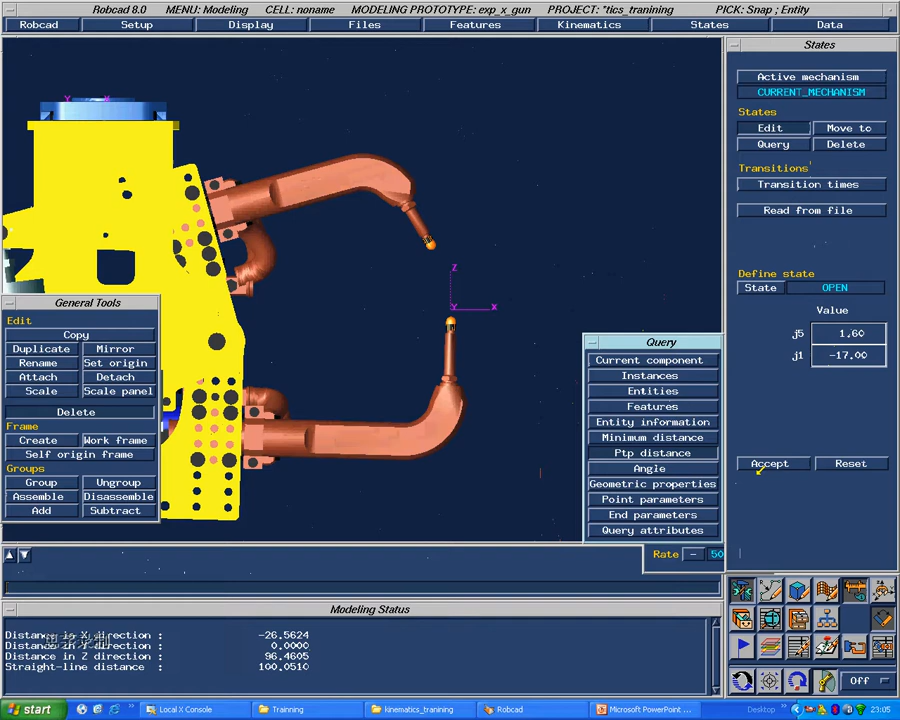 Robcad 8.0 MENU: Modeling CELL: noname MODELING PROTOTYPE: exp_x_gun PROJECT: *tics_tranining PICK: Snap ; Entity
Robcad Setup Display Files Features Kinematics States Data
States
Active mechanism
CURRENT_MECHANISM
States
Edit Move to
Query Delete
Transitions
Transition times
Read from file
Define state
State OPEN
Value
j5 1.60
j1 -17.00
Accept Reset
Z
Y X
Y
General Tools
Edit
Copy
Duplicate Mirror
Rename Set origin
Attach Detach
Scale Scale panel
Delete
Frame
Create Work frame
Self origin frame
Groups
Group Ungroup
Assemble Disassemble
Add Subtract
Query
Current component
Instances
Entities
Features
Entity information
Minimum distance
Ptp distance
Angle
Geometric properties
Point parameters
End parameters
Query attributes
Rate - 50
Modeling Status
Distance in X direction : -26.5624
Distance in Y direction : 0.0000
Distance in Z direction : 96.4605
Straight-line distance : 100.0510
Off
start Local X Console Trainning kinematics_tranining Robcad Microsoft PowerPoint ... Desktop 23:05